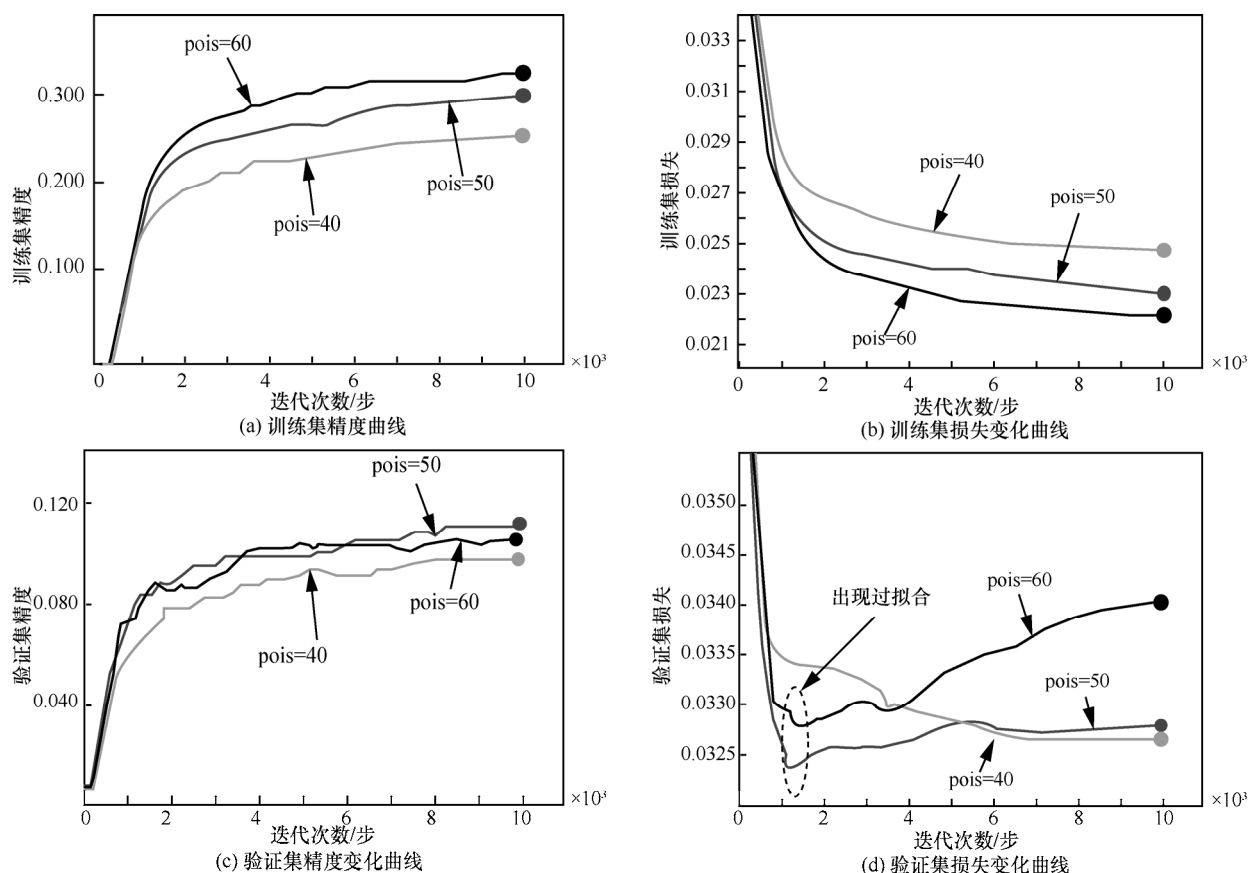 pois=60
0.300
pois=50
0.200
pois=40
0.100
训练集精度
0 2 4 6 8 10
×10³
迭代次数/步
(a) 训练集精度曲线
0.033
0.031
0.029
pois=40
0.027
pois=50
0.025
0.023
pois=60
0.021
训练集损失
0 2 4 6 8 10
×10³
迭代次数/步
(b) 训练集损失变化曲线
pois=50
0.120
0.080
pois=60
pois=40
0.040
验证集精度
0 2 4 6 8 10
×10³
迭代次数/步
(c) 验证集精度变化曲线
0.0350
0.0345
pois=60
出现过拟合
0.0340
0.0335
pois=50
0.0330
0.0325
pois=40
验证集损失
0 2 4 6 8 10
×10³
迭代次数/步
(d) 验证集损失变化曲线